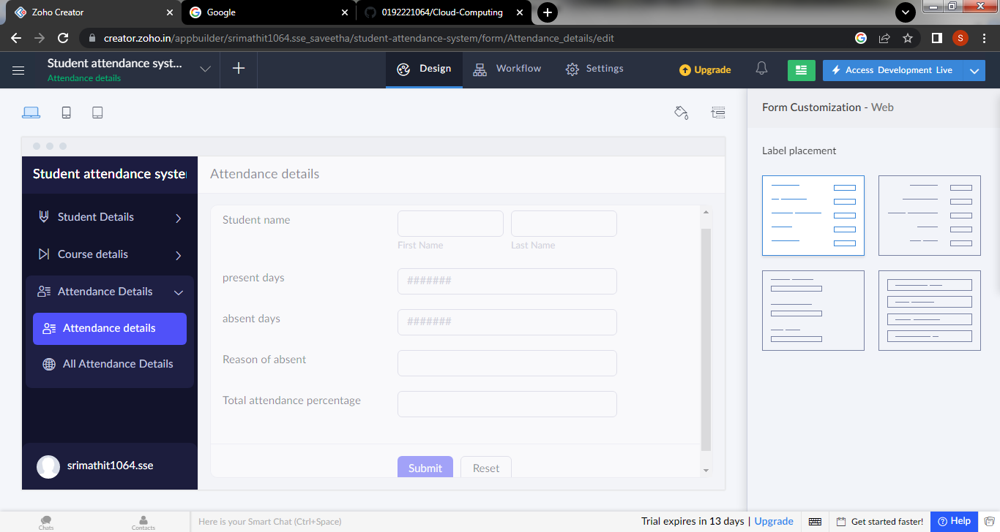 Zoho Creator
Google
0192221064/Cloud-Computing
creator.zoho.in/appbuilder/srimathit1064.sse_saveetha/student-attendance-system/form/Attendance_details/edit
S
Student attendance syst...
Attendance details
Design
Workflow
Settings
Upgrade
Access Development Live
Form Customization - Web
Label placement
Student attendance syste
Student Details
Course detalis
Attendance Details
Attendance details
All Attendance Details
srimathit1064.sse
Attendance details
Student name
First Name
Last Name
present days
#######
absent days
#######
Reason of absent
Total attendance percentage
Submit
Reset
Chats
Contacts
Here is your Smart Chat (Ctrl+Space)
Trial expires in 13 days | Upgrade
Get started faster!
Help